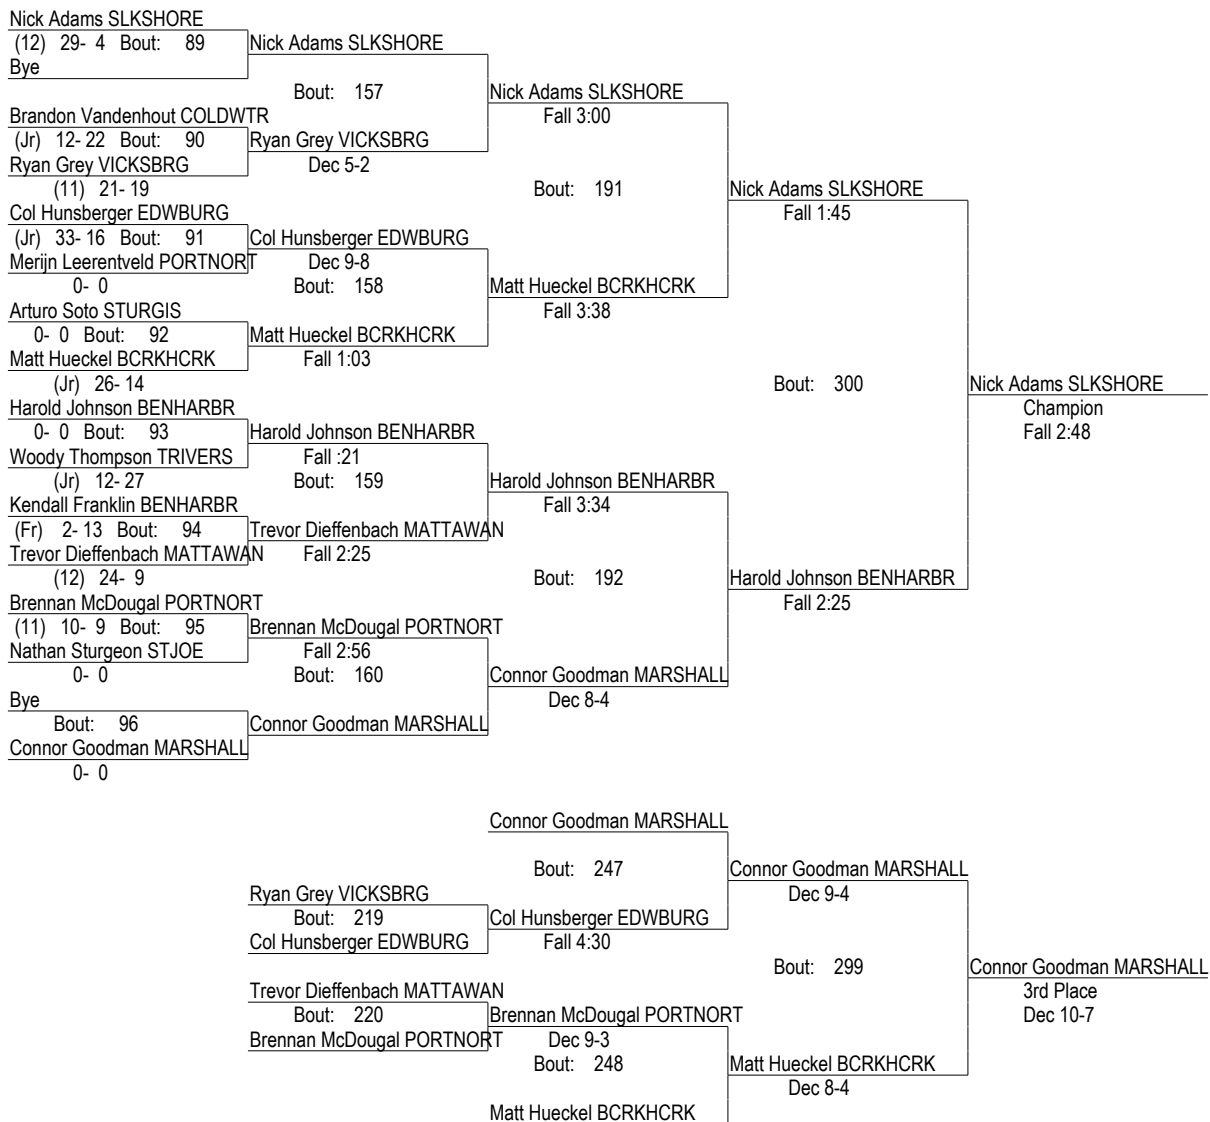 Nick Adams SLKSHORE
(12) 29- 4 Bout: 89 Nick Adams SLKSHORE
Bye
Bout: 157 Nick Adams SLKSHORE
Brandon Vandenhout COLDWTR Fall 3:00
(Jr) 12- 22 Bout: 90 Ryan Grey VICKSBRG
Ryan Grey VICKSBRG Dec 5-2
(11) 21- 19 Bout: 191 Nick Adams SLKSHORE
Col Hunsberger EDWBURG Fall 1:45
(Jr) 33- 16 Bout: 91 Col Hunsberger EDWBURG
Merijn Leerentveld PORTNORT Dec 9-8
0- 0 Bout: 158 Matt Hueckel BCRKHCRK
Arturo Soto STURGIS Fall 3:38
0- 0 Bout: 92 Matt Hueckel BCRKHCRK
Matt Hueckel BCRKHCRK Fall 1:03
(Jr) 26- 14 Bout: 300 Nick Adams SLKSHORE
Harold Johnson BENHARBR Champion
0- 0 Bout: 93 Harold Johnson BENHARBR Fall 2:48
Woody Thompson TRIVERS Fall :21
(Jr) 12- 27 Bout: 159 Harold Johnson BENHARBR
Kendall Franklin BENHARBR Fall 3:34
(Fr) 2- 13 Bout: 94 Trevor Dieffenbach MATTAWAN
Trevor Dieffenbach MATTAWAN Fall 2:25
(12) 24- 9 Bout: 192 Harold Johnson BENHARBR
Brennan McDougal PORTNORT Fall 2:25
(11) 10- 9 Bout: 95 Brennan McDougal PORTNORT
Nathan Sturgeon STJOE Fall 2:56
0- 0 Bout: 160 Connor Goodman MARSHALL
Bye Dec 8-4
Bout: 96 Connor Goodman MARSHALL
Connor Goodman MARSHALL
0- 0
Connor Goodman MARSHALL
Bout: 247 Connor Goodman MARSHALL
Ryan Grey VICKSBRG Dec 9-4
Bout: 219 Col Hunsberger EDWBURG
Col Hunsberger EDWBURG Fall 4:30
Bout: 299 Connor Goodman MARSHALL
Trevor Dieffenbach MATTAWAN 3rd Place
Bout: 220 Brennan McDougal PORTNORT Dec 10-7
Brennan McDougal PORTNORT Dec 9-3
Bout: 248 Matt Hueckel BCRKHCRK
Dec 8-4
Matt Hueckel BCRKHCRK